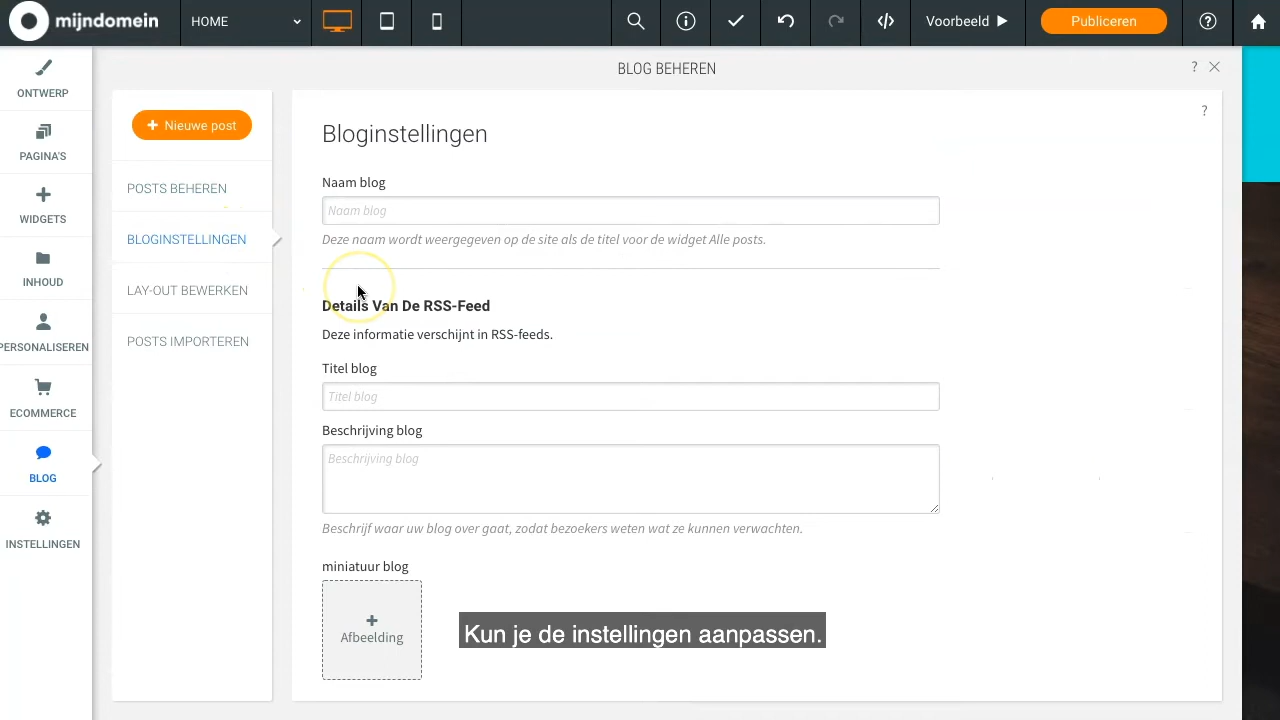 mijndomein
HOME
Voorbeeld
Publiceren
ONTWERP
PAGINA'S
WIDGETS
INHOUD
PERSONALISEREN
ECOMMERCE
BLOG
INSTELLINGEN
BLOG BEHEREN
?
+ Nieuwe post
POSTS BEHEREN
BLOGINSTELLINGEN
LAY-OUT BEWERKEN
POSTS IMPORTEREN
?
Bloginstellingen
Naam blog
Naam blog
Deze naam wordt weergegeven op de site als de titel voor de widget Alle posts.
Details Van De RSS-Feed
Deze informatie verschijnt in RSS-feeds.
Titel blog
Titel blog
Beschrijving blog
Beschrijving blog
Beschrijf waar uw blog over gaat, zodat bezoekers weten wat ze kunnen verwachten.
miniatuur blog
+
Afbeelding
Kun je de instellingen aanpassen.